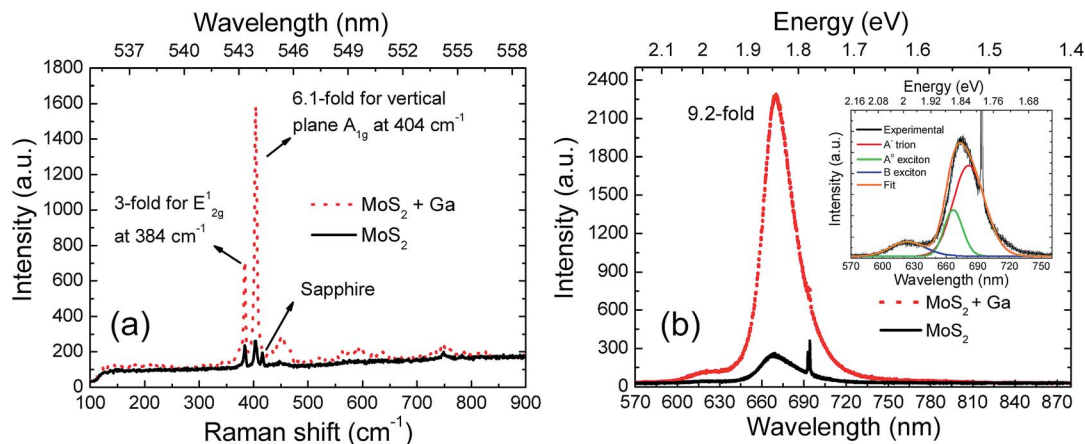 Wavelength (nm)
537 540 543 546 549 552 555 558
1800
1600
1400
1200
1000
800
600
400
200
0
Intensity (a.u.)
6.1-fold for vertical
plane A1g at 404 cm-1
3-fold for E12g
at 384 cm-1
MoS2 + Ga
MoS2
Sapphire
(a)
100 200 300 400 500 600 700 800 900
Raman shift (cm-1)
Energy (eV)
2.1 2 1.9 1.8 1.7 1.6 1.5 1.4
2400
2100
1800
1500
1200
900
600
300
0
Intensity (a.u.)
9.2-fold
Energy (eV)
2.16 2.08 2 1.92 1.84 1.76 1.68
Intensity (a.u.)
Experimental
A- trion
Ao exciton
B exciton
Fit
570 600 630 660 690 720 750
Wavelength (nm)
MoS2 + Ga
MoS2
(b)
570 600 630 660 690 720 750 780 810 840 870
Wavelength (nm)